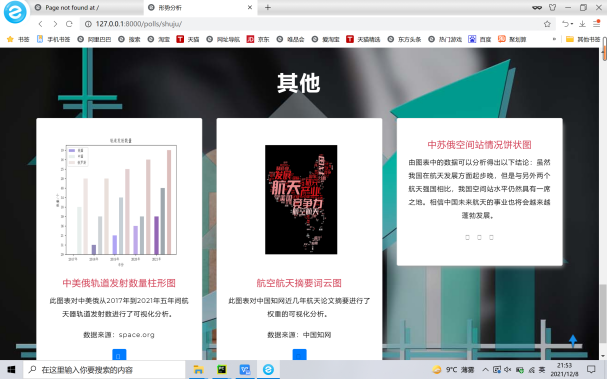 Page not found at /
形势分析
127.0.0.1:8000/polls/shuju/
书签
手机书签
阿里巴巴
搜索
淘宝
天猫
网址导航
京东
唯品会
爱淘宝
天猫精选
东方头条
热门游戏
百度
聚划算
»
其他书签
其他
中美俄轨道发射数量柱形图
此图表对中美俄从2017年到2021年五年间航
天器轨道发射数进行了可视化分析。
数据来源：space.org
航天
竞争力
航空航天摘要词云图
此图表对中国知网近几年航天论文摘要进行了
权重的可视化分析。
数据来源：中国知网
中苏俄空间站情况饼状图
由图表中的数据可以分析得出以下结论：虽然
我国在航天发展方面起步晚，但是与另外两个
航天强国相比，我国空间站水平仍然具有一席
之地。相信中国未来航天的事业也将会越来越
蓬勃发展。
在这里输入你要搜索的内容
9°C 薄雾
英
21:53
2021/12/8